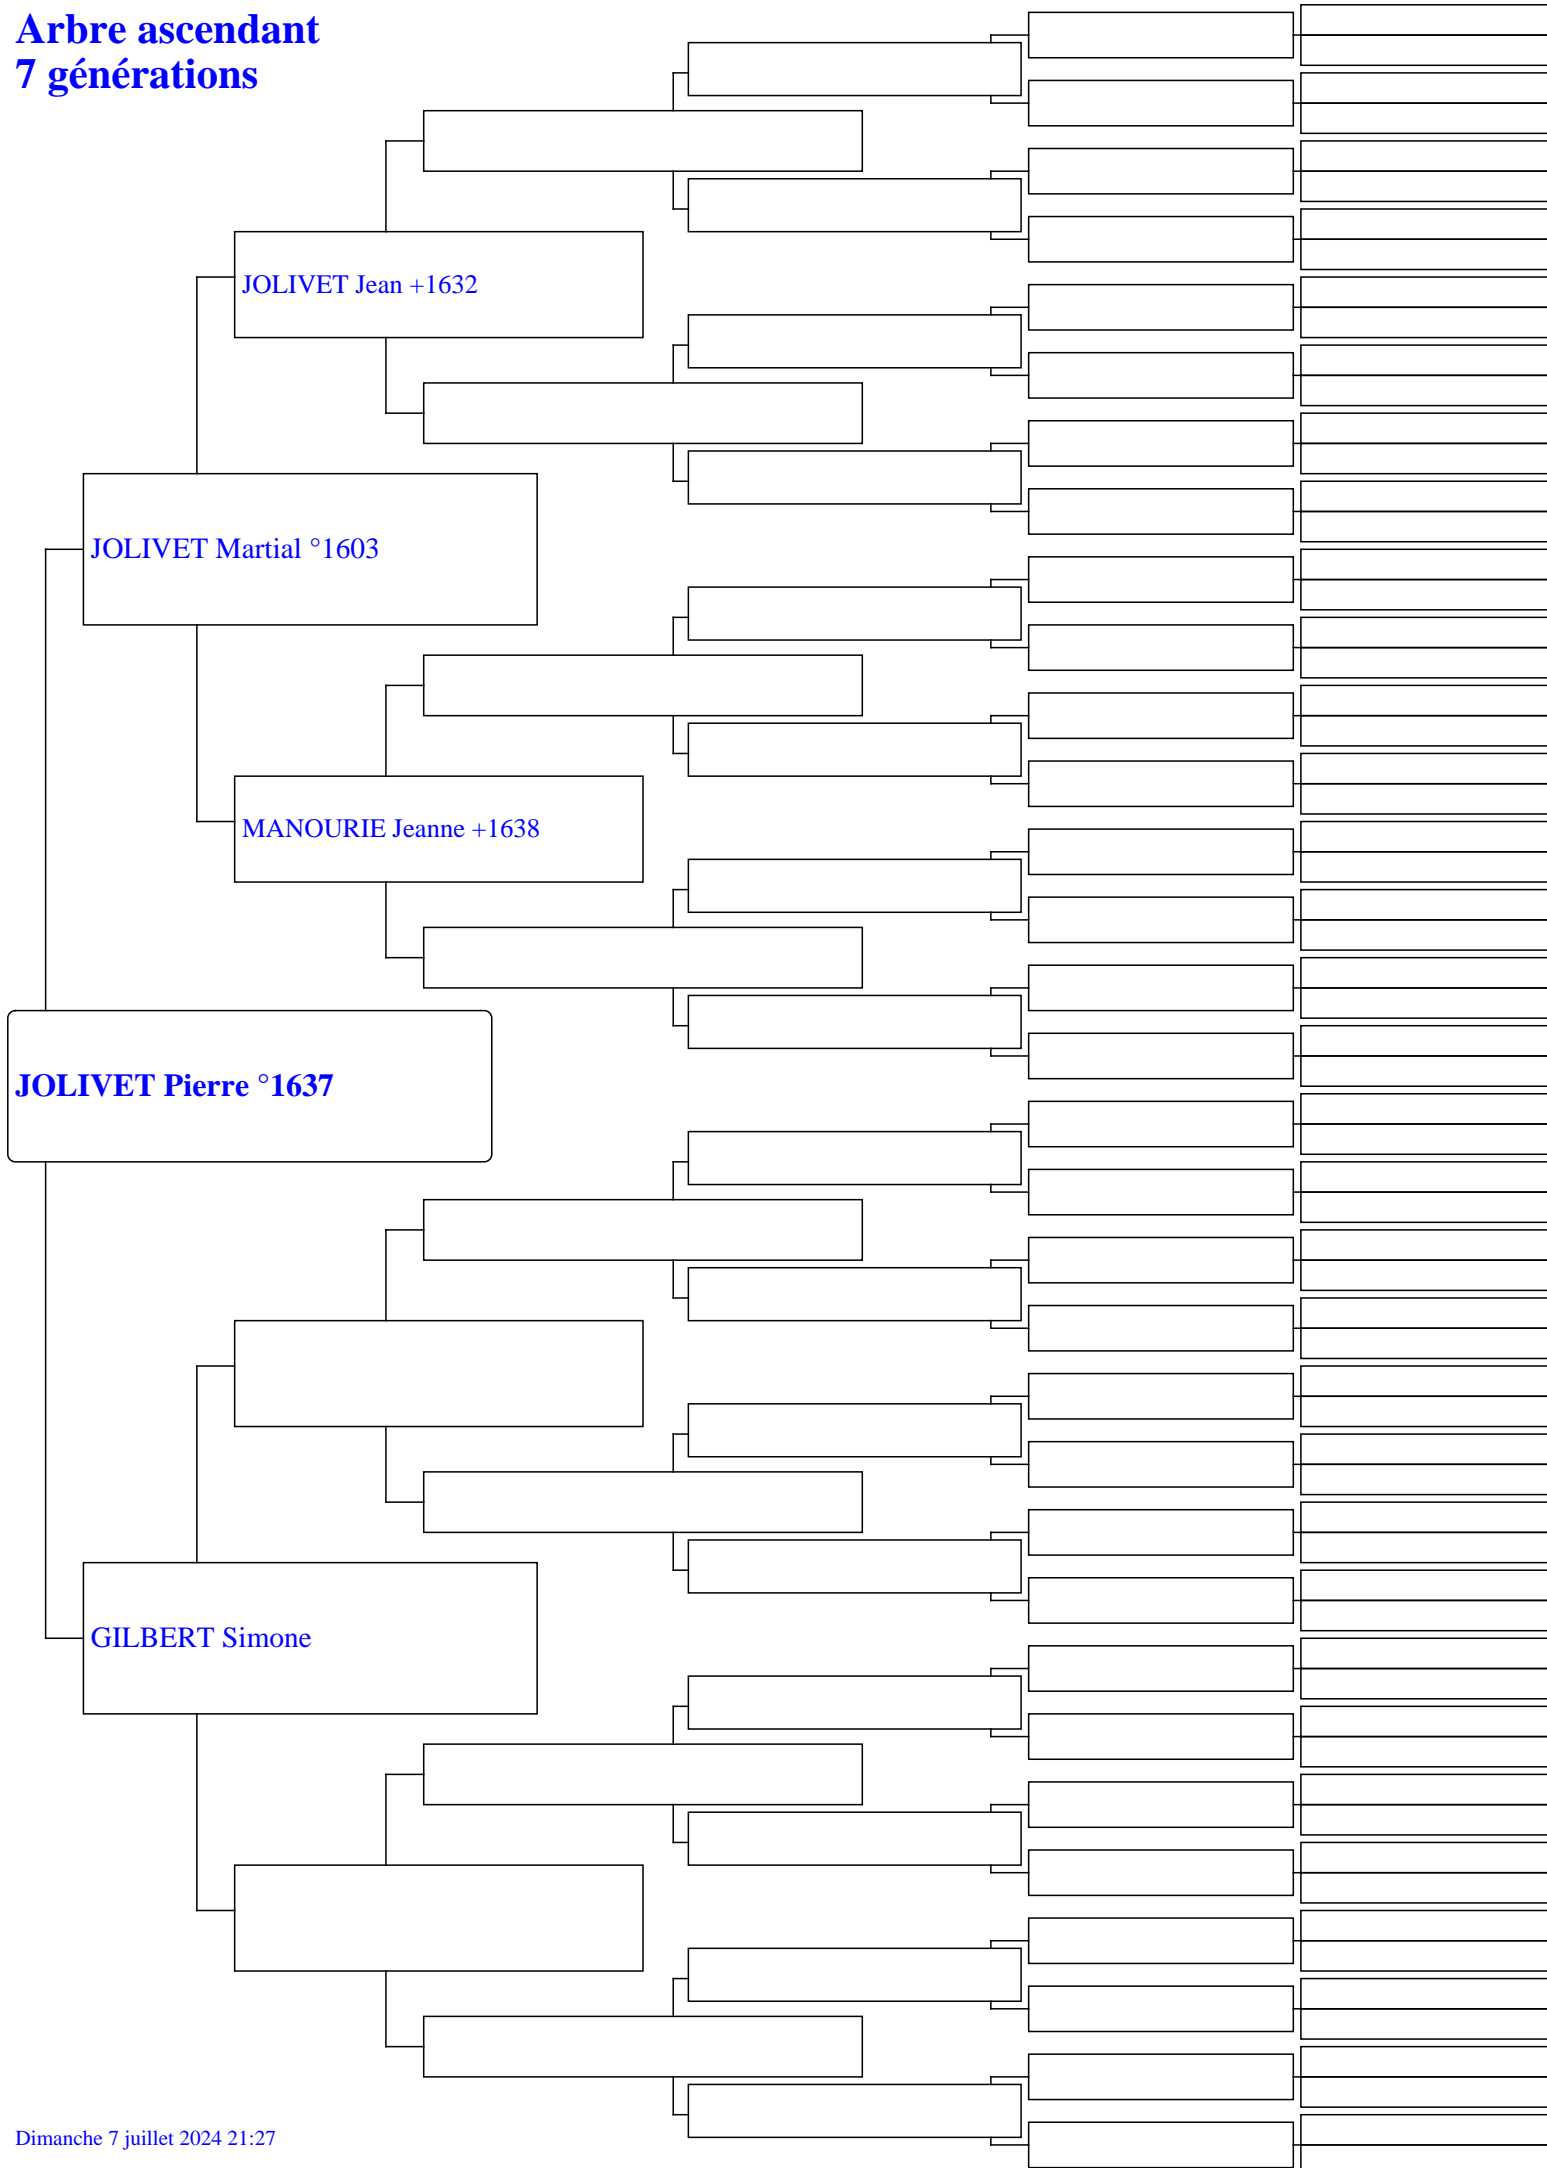 Arbre ascendant
7 générations
JOLIVET Jean +1632
JOLIVET Martial °1603
MANOURIE Jeanne +1638
JOLIVET Pierre °1637
GILBERT Simone
Dimanche 7 juillet 2024 21:27